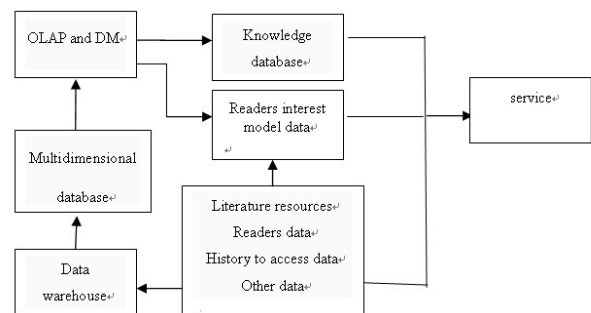 OLAP and DM
Knowledge
database
Readers interest
model data
service
Multidimensional
database
Literature resources
Readers data
History to access data
Other data
Data
warehouse